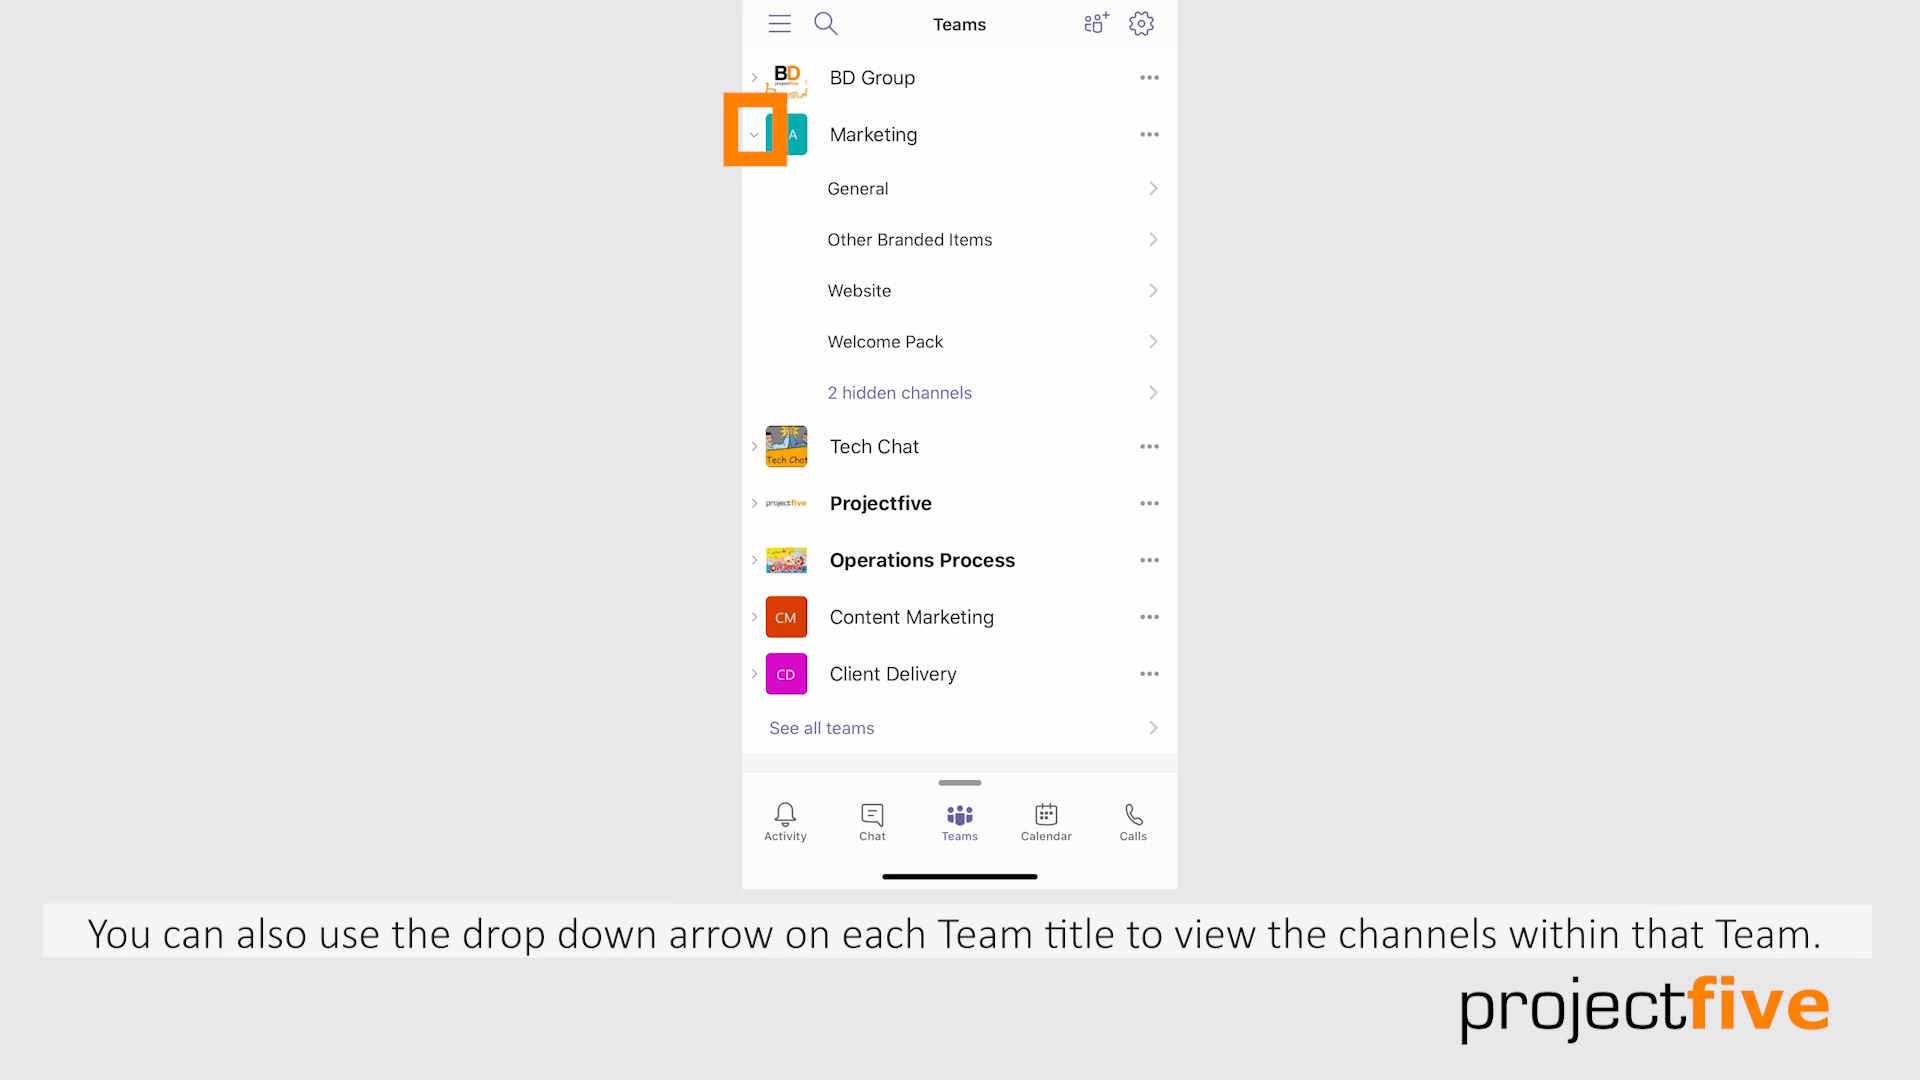 Teams
BD
projectfive
BD Group
A
Marketing
General
Other Branded Items
Website
Welcome Pack
2 hidden channels
Tech Chat
Tech Chat
projectfive
Projectfive
Operations Process
CM
Content Marketing
CD
Client Delivery
See all teams
Activity
Chat
Teams
Calendar
Calls
You can also use the drop down arrow on each Team title to view the channels within that Team.
projectfive